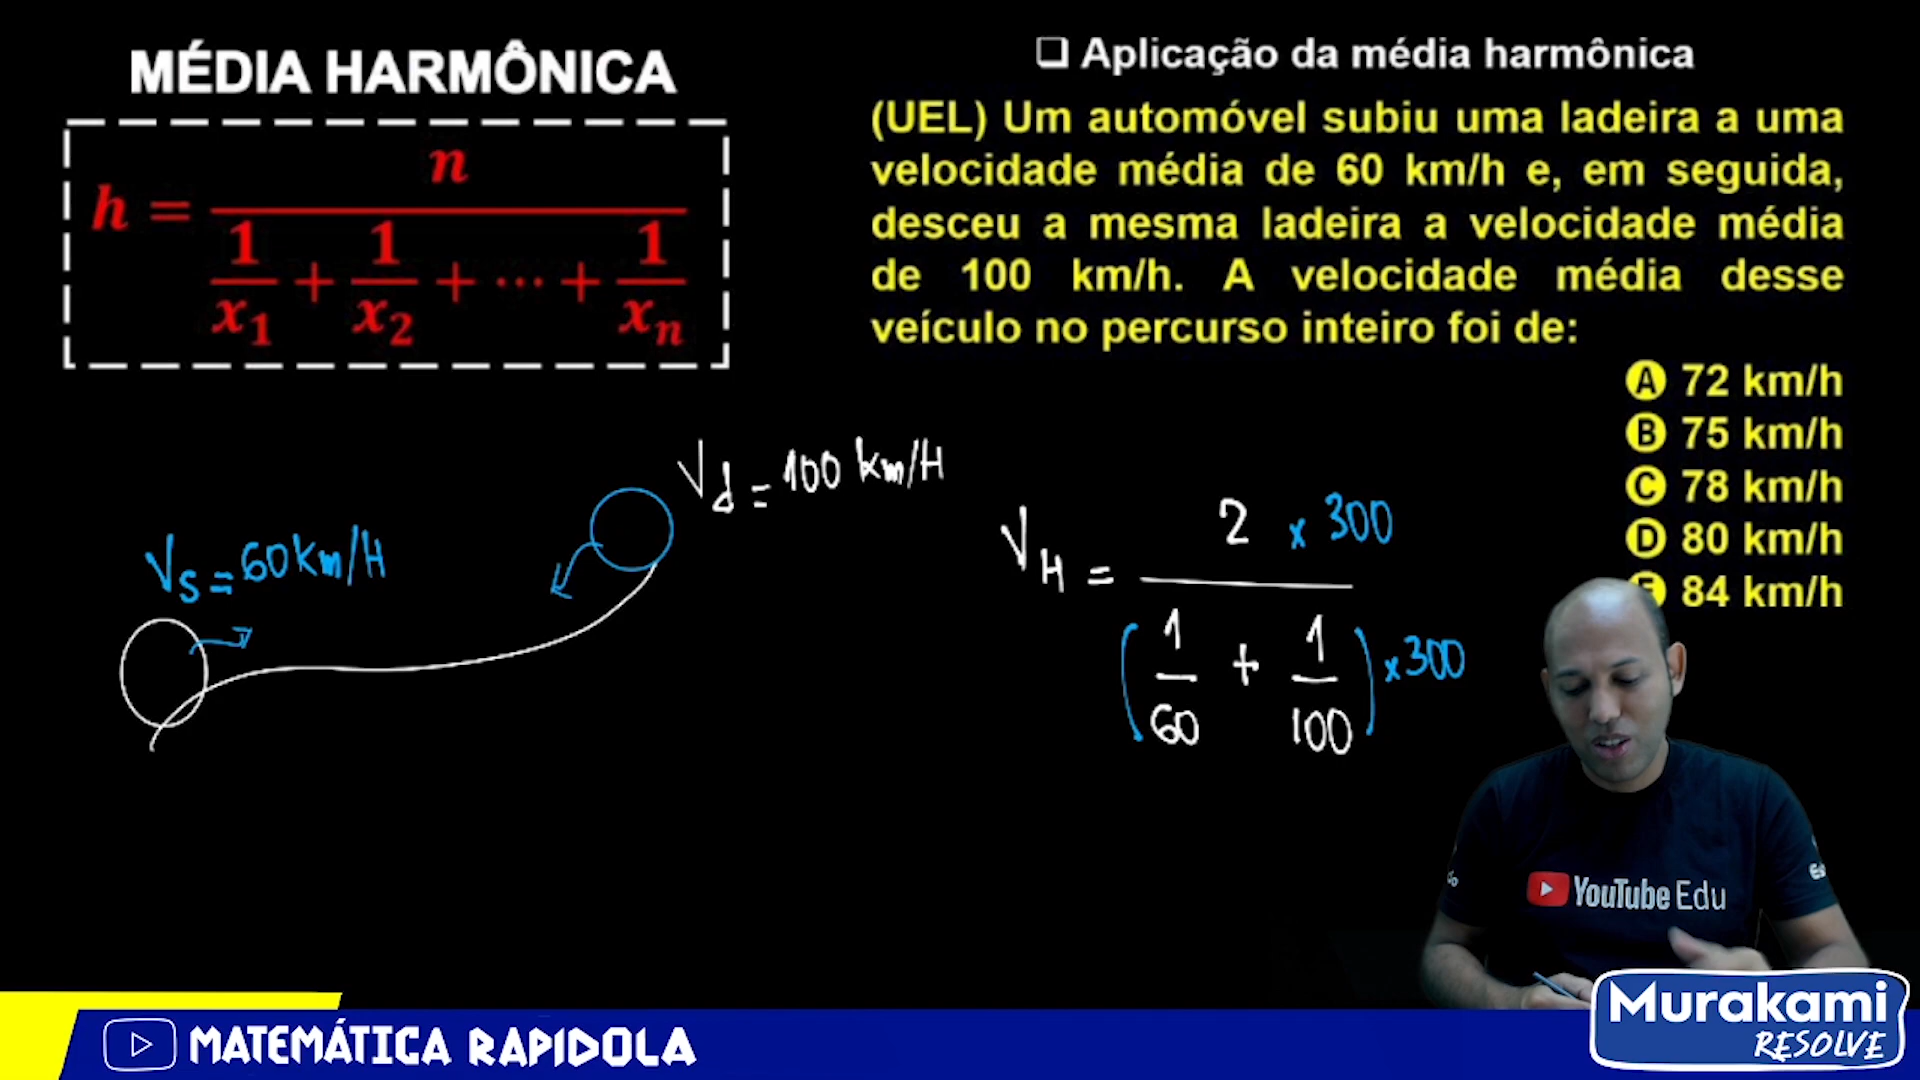 MÉDIA HARMÔNICA
h = n / (1/x₁ + 1/x₂ + ⋯ + 1/xₙ)
❑ Aplicação da média harmônica
(UEL) Um automóvel subiu uma ladeira a uma
velocidade média de 60 km/h e, em seguida,
desceu a mesma ladeira a velocidade média
de 100 km/h. A velocidade média desse
veículo no percurso inteiro foi de:
A 72 km/h
B 75 km/h
C 78 km/h
D 80 km/h
84 km/h
Vs = 60 km/H
Vd = 100 km/H
VH = 2 x 300 / (1/60 + 1/100) x 300
YouTube Edu
MATEMÁTICA RAPIDOLA
Murakami
RESOLVE